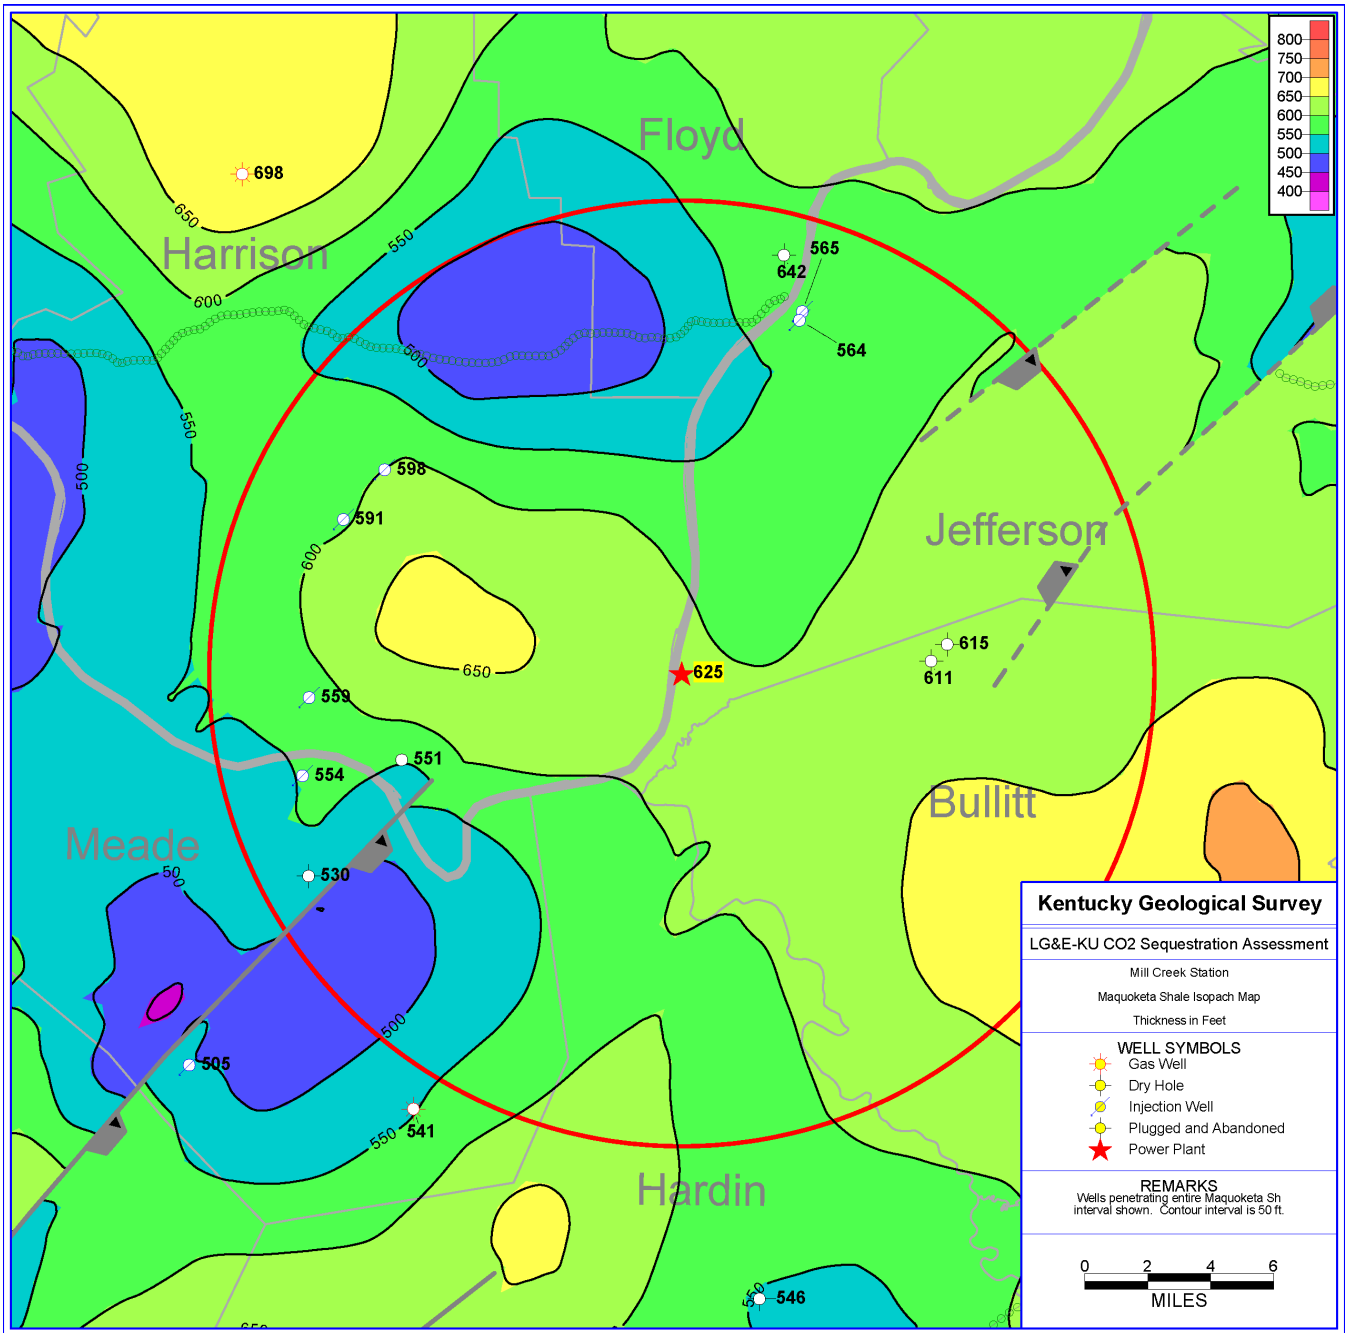 800
750
700
650
600
550
500
450
400
Floyd
698
650
Harrison
550
565
642
600
564
500
550
500
598
591
600
Jefferson
650
625
615
611
559
551
554
Bullitt
Meade
50
530
500
505
541
550
Hardin
550
546
650
Kentucky Geological Survey
LG&E-KU CO2 Sequestration Assessment
Mill Creek Station
Maquoketa Shale Isopach Map
Thickness in Feet
WELL SYMBOLS
Gas Well
Dry Hole
Injection Well
Plugged and Abandoned
Power Plant
REMARKS
Wells penetrating entire Maquoketa Sh
interval shown. Contour interval is 50 ft.
0 2 4 6
MILES